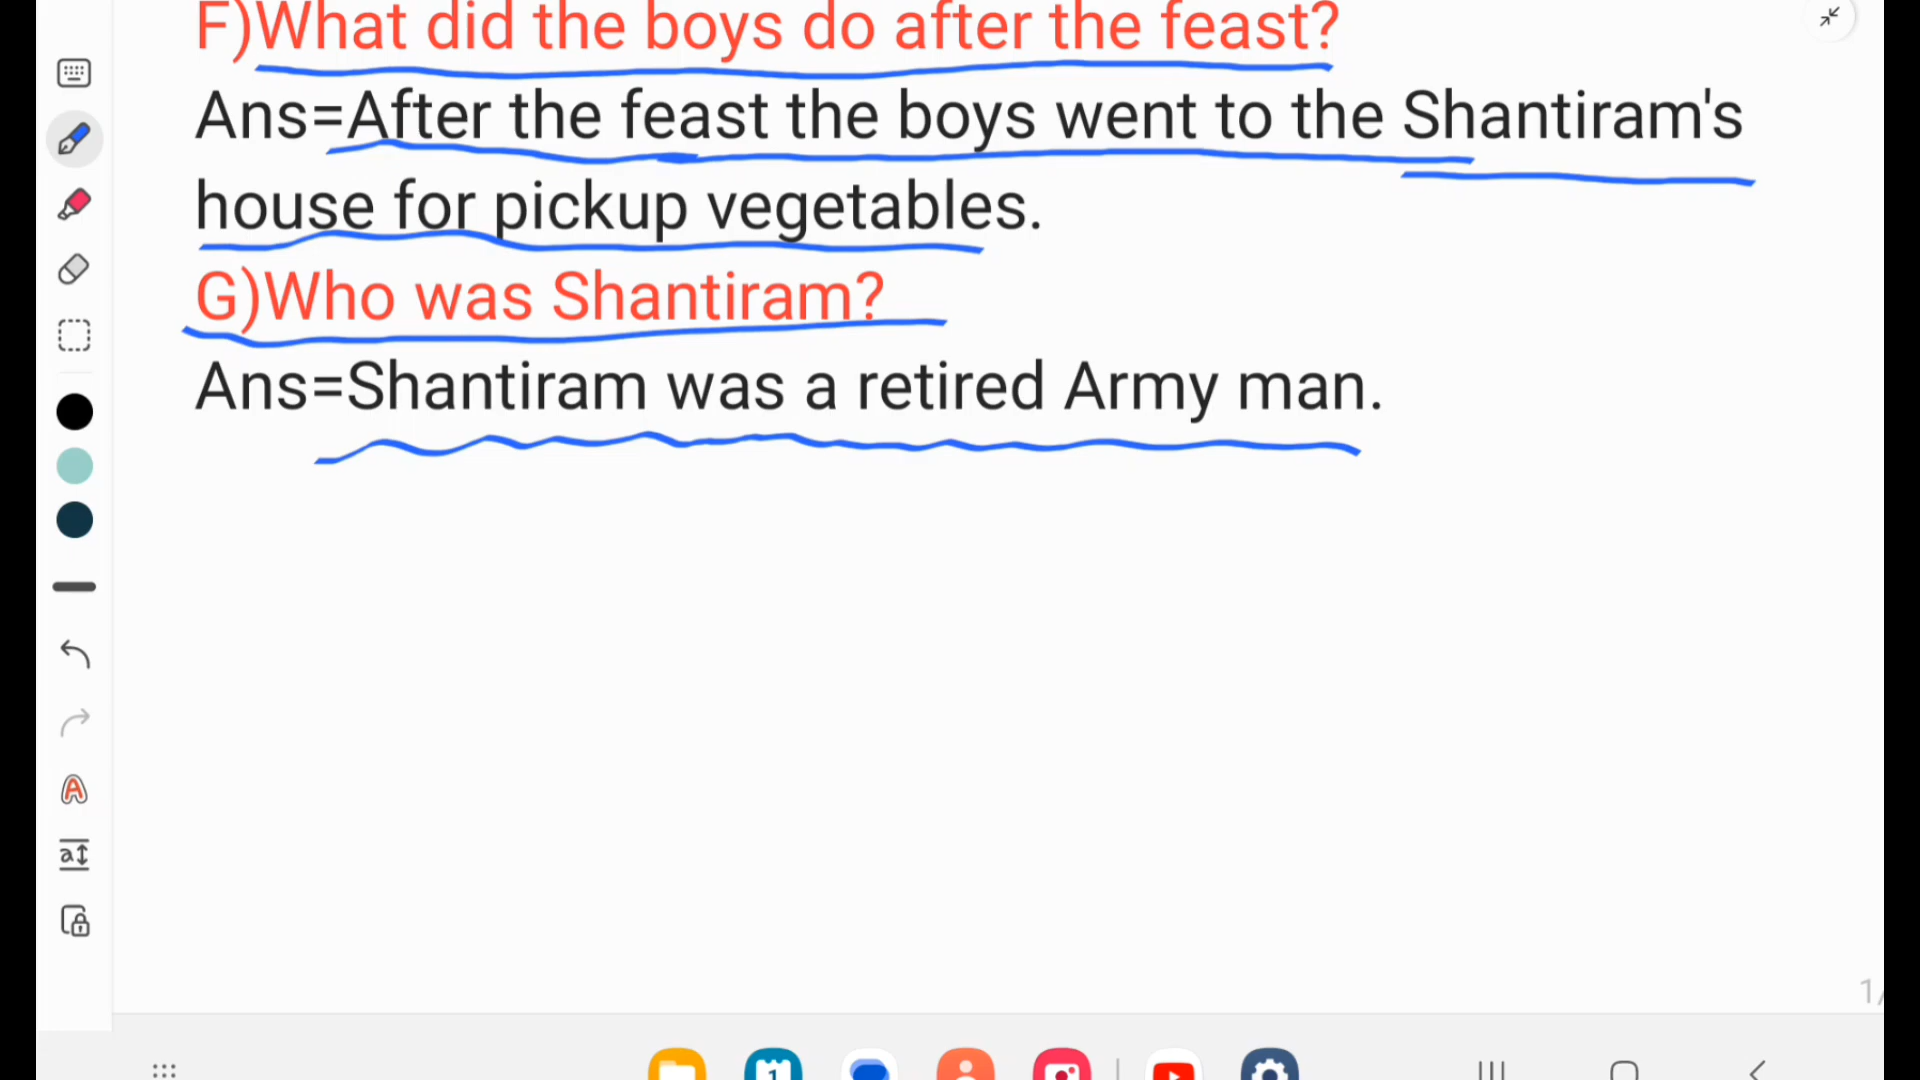 F)What did the boys do after the feast?
Ans=After the feast the boys went to the Shantiram's
house for pickup vegetables.
G)Who was Shantiram?
Ans=Shantiram was a retired Army man.